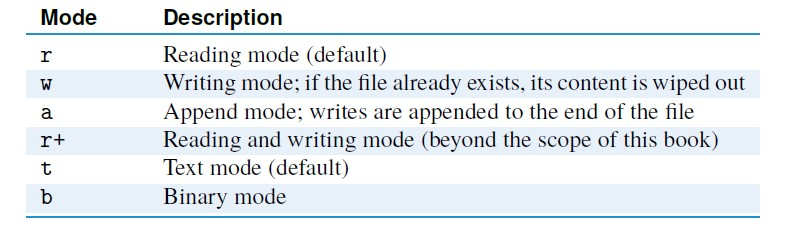 Mode Description
r Reading mode (default)
w Writing mode; if the file already exists, its content is wiped out
a Append mode; writes are appended to the end of the file
r+ Reading and writing mode (beyond the scope of this book)
t Text mode (default)
b Binary mode